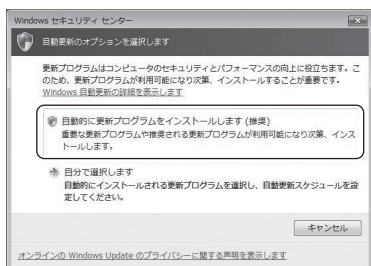 Windows セキュリティ センター
自動更新のオプションを選択します
更新プログラムはコンピュータのセキュリティとパフォーマンスの向上に役立ちます。こ
のため、更新プログラムが利用可能になり次第、インストールすることが重要です。
Windows 自動更新の詳細を表示します
自動的に更新プログラムをインストールします (推奨)
重要な更新プログラムや推奨される更新プログラムが利用可能になり次第、インス
トールします。
自分で選択します
自動的にインストールされる更新プログラムを選択し、自動更新スケジュールを設
定してください。
キャンセル
オンラインの Windows Update のプライバシーに関する声明を表示します